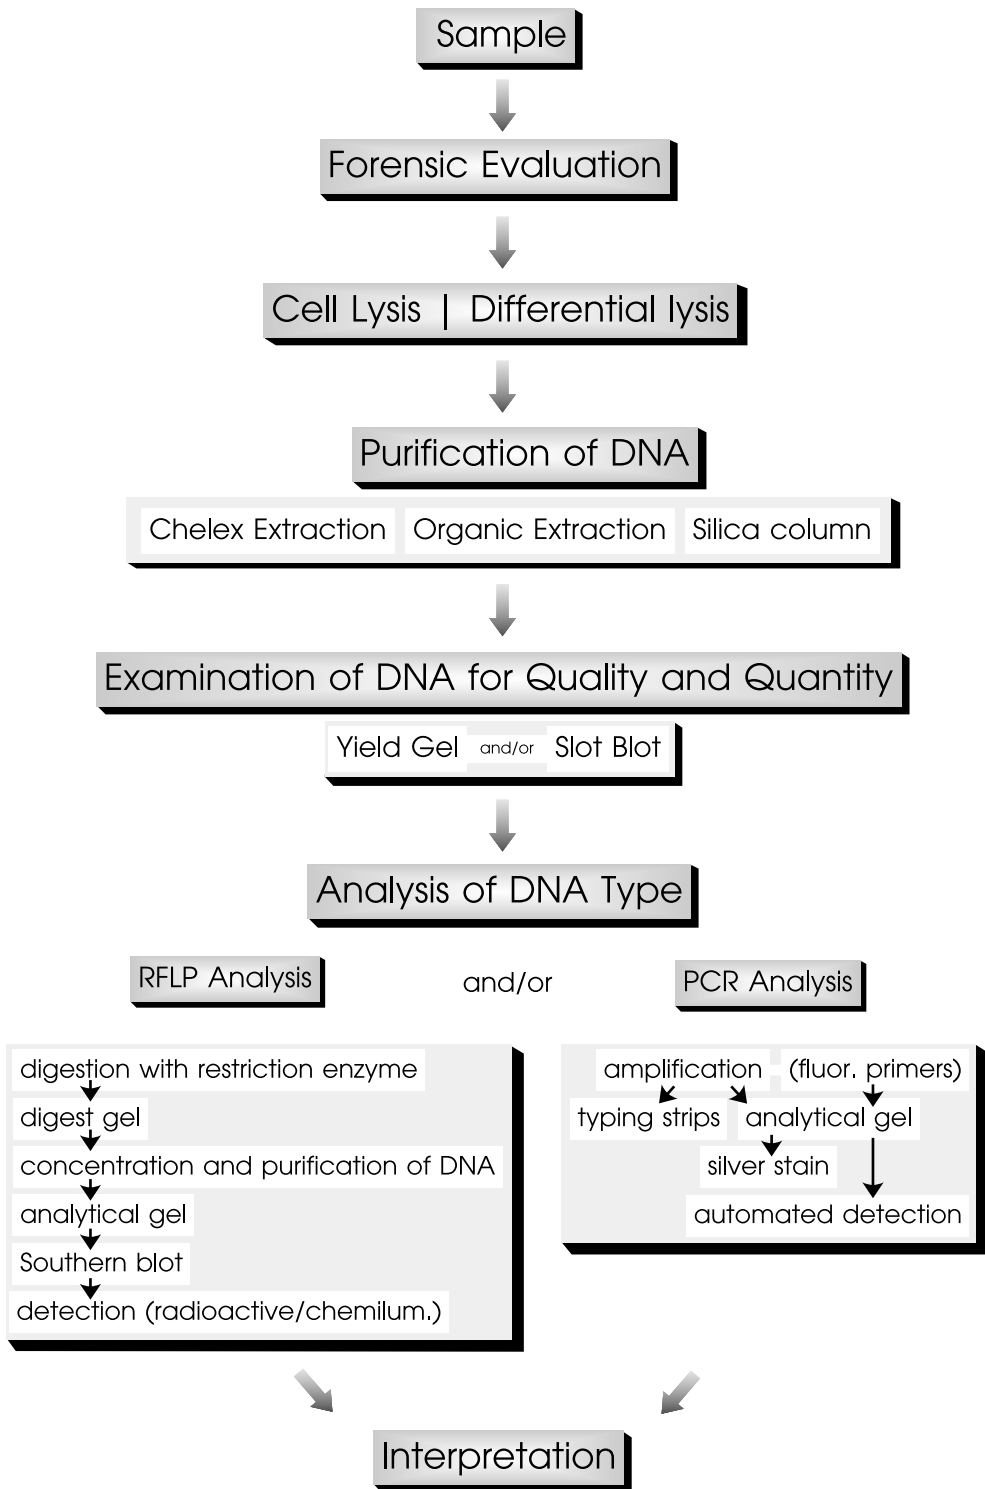 Sample
Forensic Evaluation
Cell Lysis | Differential lysis
Purification of DNA
Chelex Extraction Organic Extraction Silica column
Examination of DNA for Quality and Quantity
Yield Gel and/or Slot Blot
Analysis of DNA Type
RFLP Analysis and/or PCR Analysis
digestion with restriction enzyme
digest gel
concentration and purification of DNA
analytical gel
Southern blot
detection (radioactive/chemilum.)
amplification (fluor. primers)
typing strips analytical gel
silver stain
automated detection
Interpretation